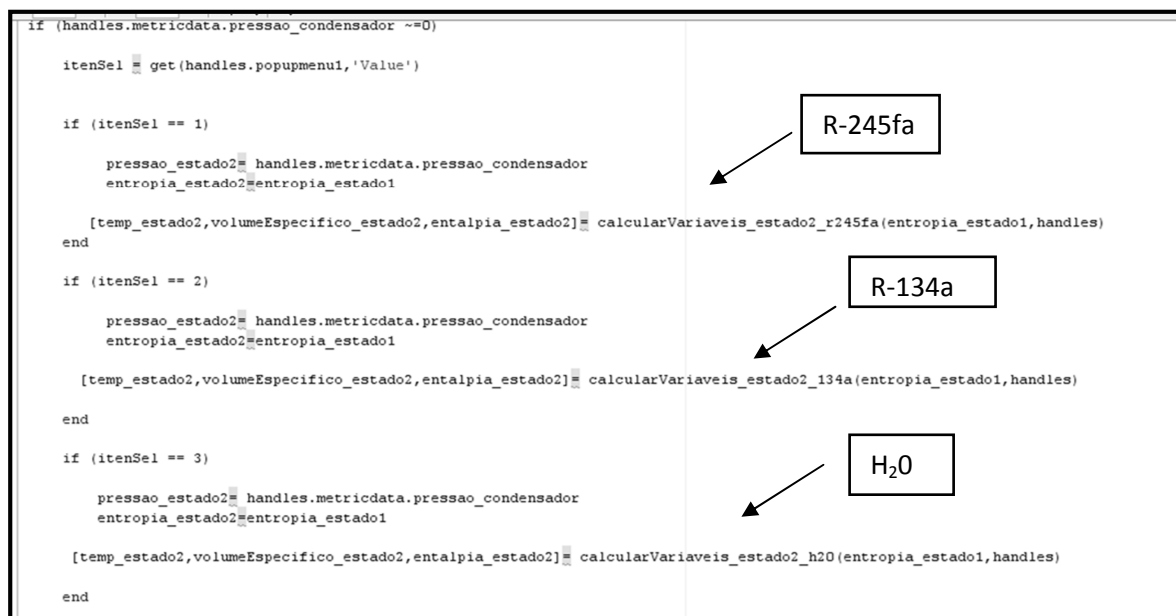 if (handles.metricdata.pressao_condensador ~=0)
itenSel = get(handles.popupmenu1,'Value')
if (itenSel == 1)
R-245fa
pressao_estado2= handles.metricdata.pressao_condensador
entropia_estado2=entropia_estado1
[temp_estado2,volumeEspecifico_estado2,entalpia_estado2]= calcularVariaveis_estado2_r245fa(entropia_estado1,handles)
end
if (itenSel == 2)
R-134a
pressao_estado2= handles.metricdata.pressao_condensador
entropia_estado2=entropia_estado1
[temp_estado2,volumeEspecifico_estado2,entalpia_estado2]= calcularVariaveis_estado2_134a(entropia_estado1,handles)
end
if (itenSel == 3)
H₂0
pressao_estado2= handles.metricdata.pressao_condensador
entropia_estado2=entropia_estado1
[temp_estado2,volumeEspecifico_estado2,entalpia_estado2]= calcularVariaveis_estado2_h20(entropia_estado1,handles)
end